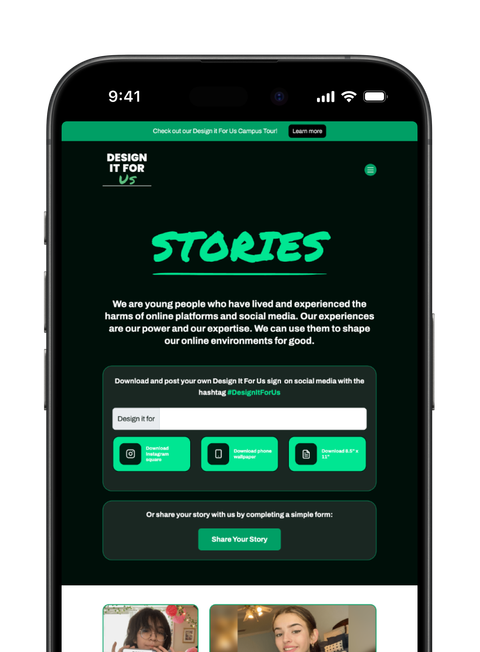 9:41
Check out our Design it For Us Campus Tour! Learn more
DESIGN
IT FOR
Us
STORIES
We are young people who have lived and experienced the
harms of online platforms and social media. Our experiences
are our power and our expertise. We can use them to shape
our online environments for good.
Download and post your own Design It For Us sign on social media with the
hashtag #DesignItForUs
Design it for
Download
Instagram
square
Download phone
wallpaper
Download 8.5" x
11"
Or share your story with us by completing a simple form:
Share Your Story